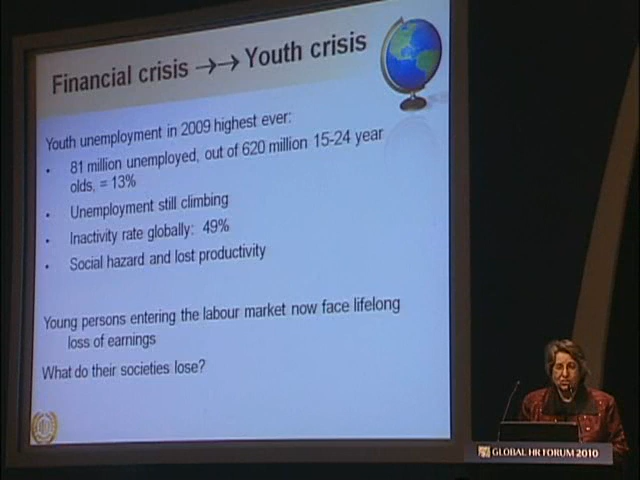 Financial crisis →→ Youth crisis
Youth unemployment in 2009 highest ever:
• 81 million unemployed, out of 620 million 15-24 year
olds, = 13%
• Unemployment still climbing
• Inactivity rate globally: 49%
• Social hazard and lost productivity
Young persons entering the labour market now face lifelong
loss of earnings
What do their societies lose?
GLOBAL HR FORUM 2010